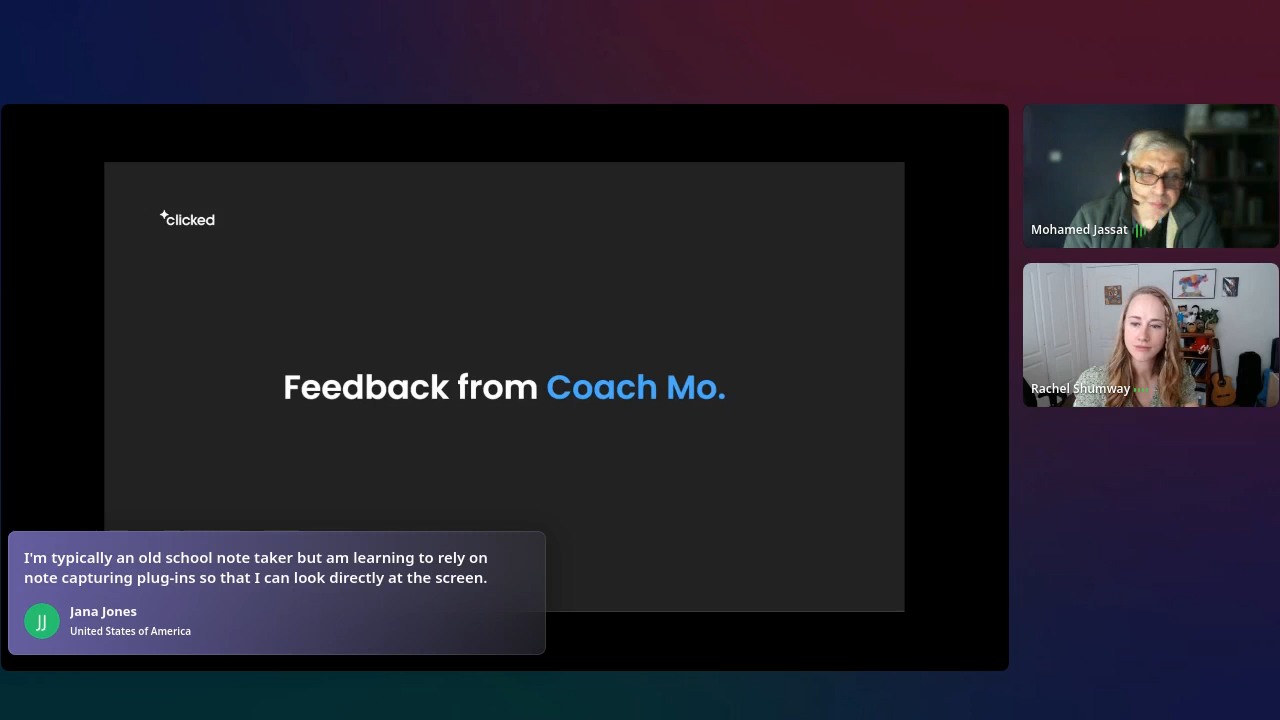 clicked
Feedback from Coach Mo.
I'm typically an old school note taker but am learning to rely on
note capturing plug-ins so that I can look directly at the screen.
JJ
Jana Jones
United States of America
Mohamed Jassat
Rachel Shumway